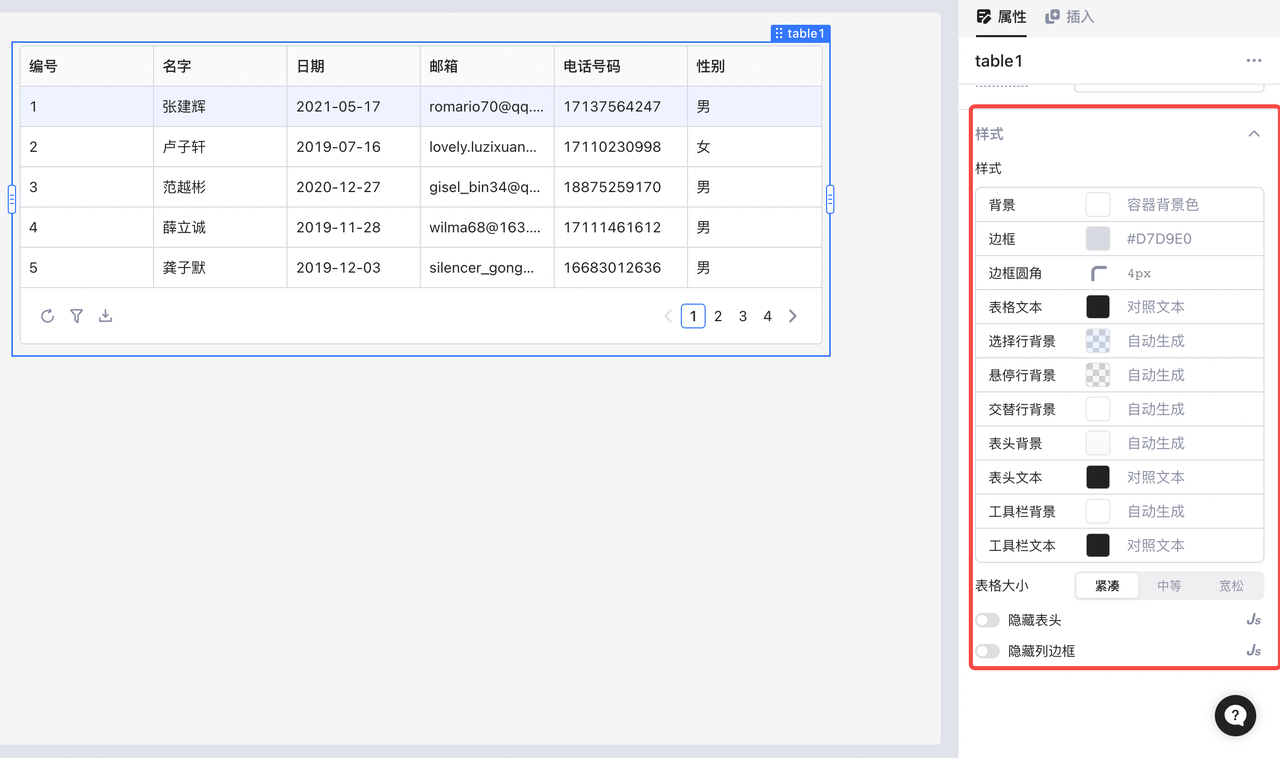 table1
编号 名字 日期 邮箱 电话号码 性别
1 张建辉 2021-05-17 romario70@qq.... 17137564247 男
2 卢子轩 2019-07-16 lovely.luzixuan... 17110230998 女
3 范越彬 2020-12-27 gisel_bin34@q... 18875259170 男
4 薛立诚 2019-11-28 wilma68@163.... 17111461612 男
5 龚子默 2019-12-03 silencer_gong... 16683012636 男
1 2 3 4
属性 插入
table1
样式
样式
背景 容器背景色
边框 #D7D9E0
边框圆角 4px
表格文本 对照文本
选择行背景 自动生成
悬停行背景 自动生成
交替行背景 自动生成
表头背景 自动生成
表头文本 对照文本
工具栏背景 自动生成
工具栏文本 对照文本
表格大小 紧凑 中等 宽松
隐藏表头 Js
隐藏列边框 Js
?